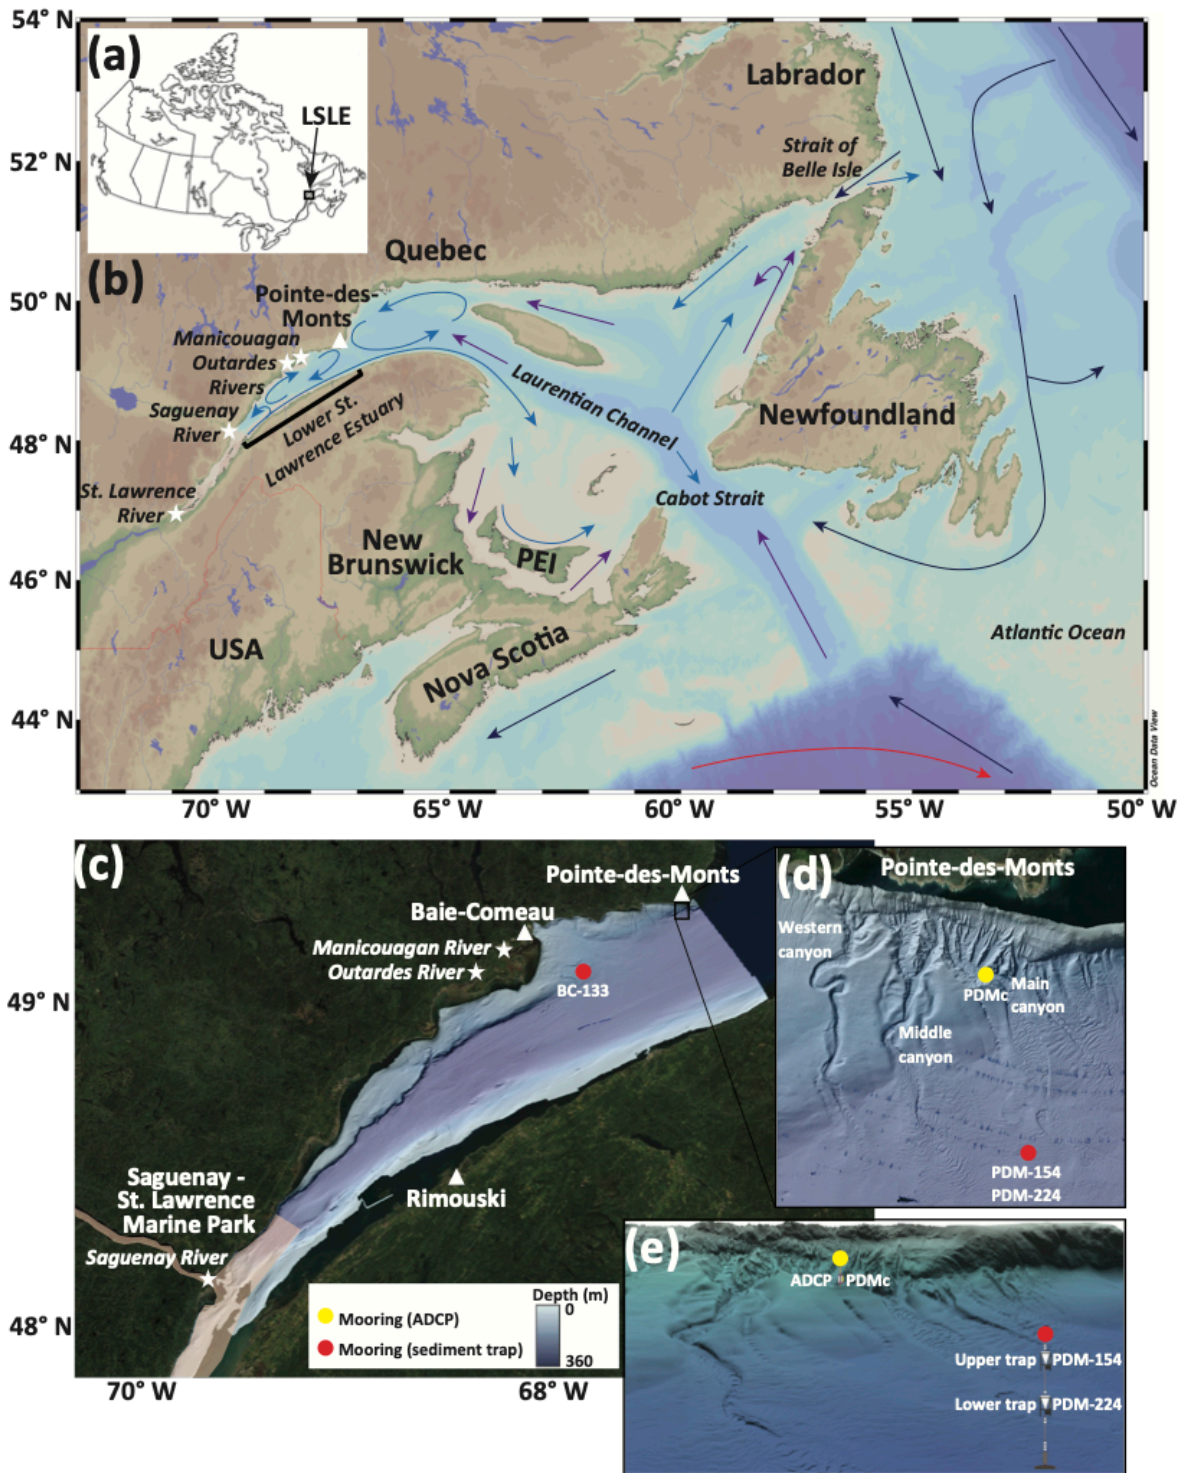 54° N
(a)
LSLE
Labrador
Strait of
Belle Isle
52° N
Quebec
(b)
50° N
Pointe-des-
Monts
Manicouagan
Outardes
Rivers
Saguenay
River
Lower St.
Lawrence Estuary
Laurentian Channel
Newfoundland
48° N
St. Lawrence
River
Cabot Strait
New
Brunswick
PEI
46° N
USA
Nova Scotia
Atlantic Ocean
44° N
Ocean Data View
70° W
65° W
60° W
55° W
50° W
(c)
Pointe-des-Monts
Baie-Comeau
Manicouagan River
Outardes River
BC-133
49° N
Saguenay -
St. Lawrence
Marine Park
Saguenay River
Rimouski
48° N
Mooring (ADCP)
Mooring (sediment trap)
Depth (m)
0
360
70° W
68° W
(d)
Pointe-des-Monts
Western
canyon
PDMc
Main
canyon
Middle
canyon
PDM-154
PDM-224
(e)
ADCP
PDMc
Upper trap
PDM-154
Lower trap
PDM-224